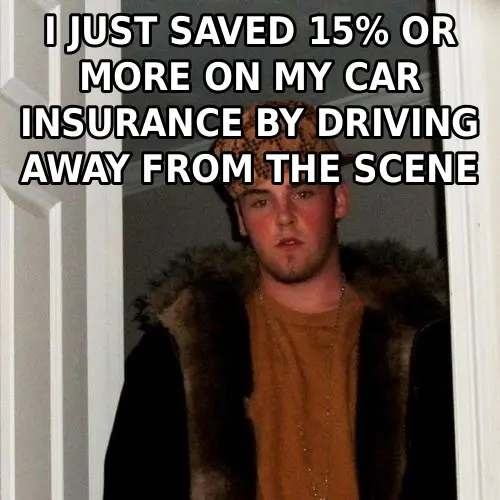 I JUST SAVED 15% OR
MORE ON MY CAR
INSURANCE BY DRIVING
AWAY FROM THE SCENE